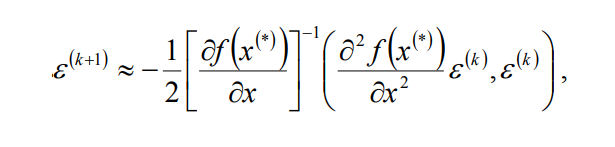 ε^(k+1) ≈ −1/2 [∂f(x^(*))/∂x]^−1 (∂²f(x^(*))/∂x² ε^(k), ε^(k)),